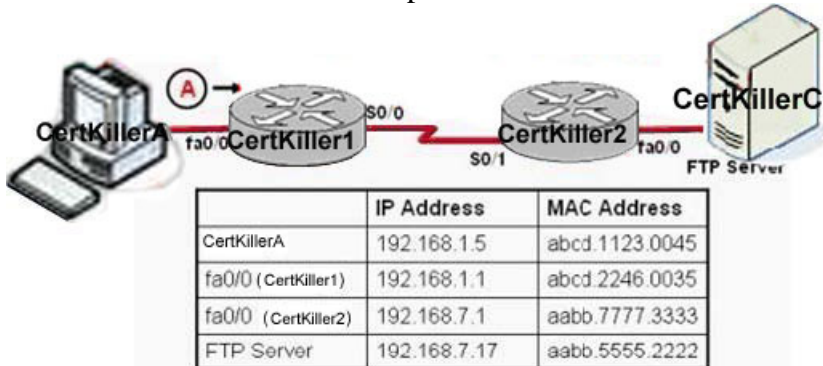 A
CertKillerA
fa0/0
CertKiller1
S0/0
S0/1
CertKiller2
fa0/0
CertKillerC
FTP Server
IP Address MAC Address
CertKillerA 192.168.1.5 abcd.1123.0045
fa0/0 (CertKiller1) 192.168.1.1 abcd.2246.0035
fa0/0 (CertKiller2) 192.168.7.1 aabb.7777.3333
FTP Server 192.168.7.17 aabb.5555.2222